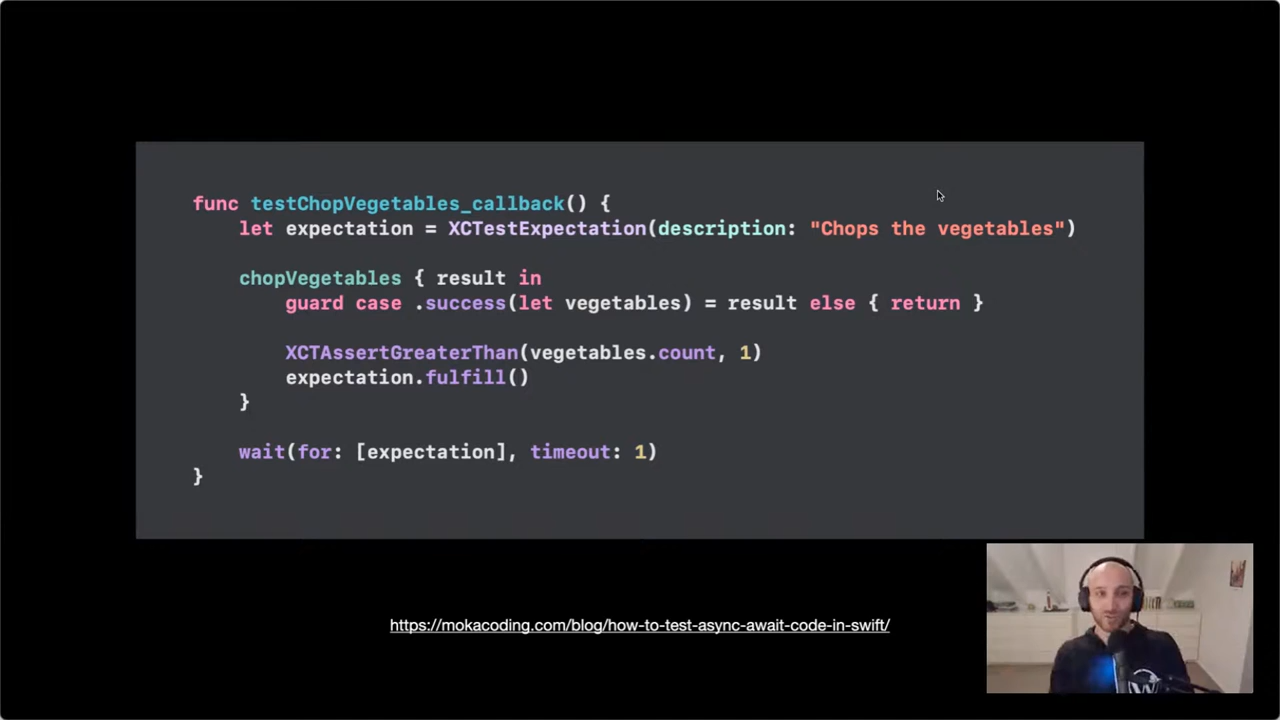 func testChopVegetables_callback() {
let expectation = XCTestExpectation(description: "Chops the vegetables")
chopVegetables { result in
guard case .success(let vegetables) = result else { return }
XCTAssertGreaterThan(vegetables.count, 1)
expectation.fulfill()
}
wait(for: [expectation], timeout: 1)
}
https://mokacoding.com/blog/how-to-test-async-await-code-in-swift/